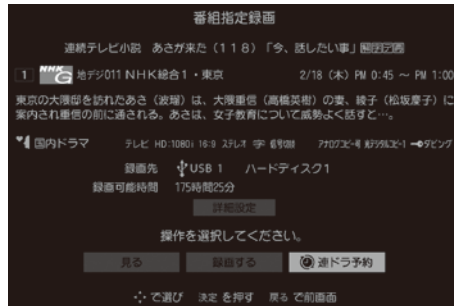 番組指定録画
連続テレビ小説 あさが来た(118)「今、話したい事」
1 NHK G 地デジ011 NHK総合1・東京 2/18 (木) PM 0:45 ～ PM 1:00
東京の大隈邸を訪れたあさ(波瑠)は、大隈重信(高橋英樹)の妻、綾子(松坂慶子)に
案内され重信の前に通される。あさは、女子教育について威勢よく話すと…。
国内ドラマ テレビ HD:1080i 16:9 ステレオ 字 ダビング
録画先 USB 1 ハードディスク1
録画可能時間 175時間25分
詳細設定
操作を選択してください。
見る 録画する 連ドラ予約
で選び 決定 を押す 戻る で前画面